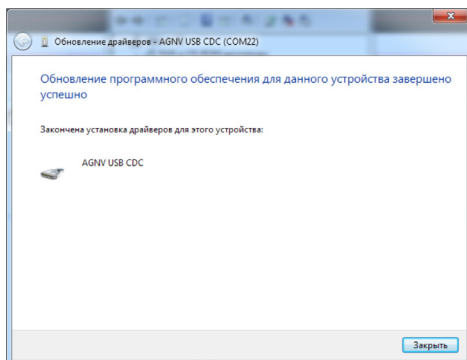 Обновление драйверов - AGNV USB CDC (COM22)
Обновление программного обеспечения для данного устройства завершено
успешно
Закончена установка драйверов для этого устройства:
AGNV USB CDC
Закрыть